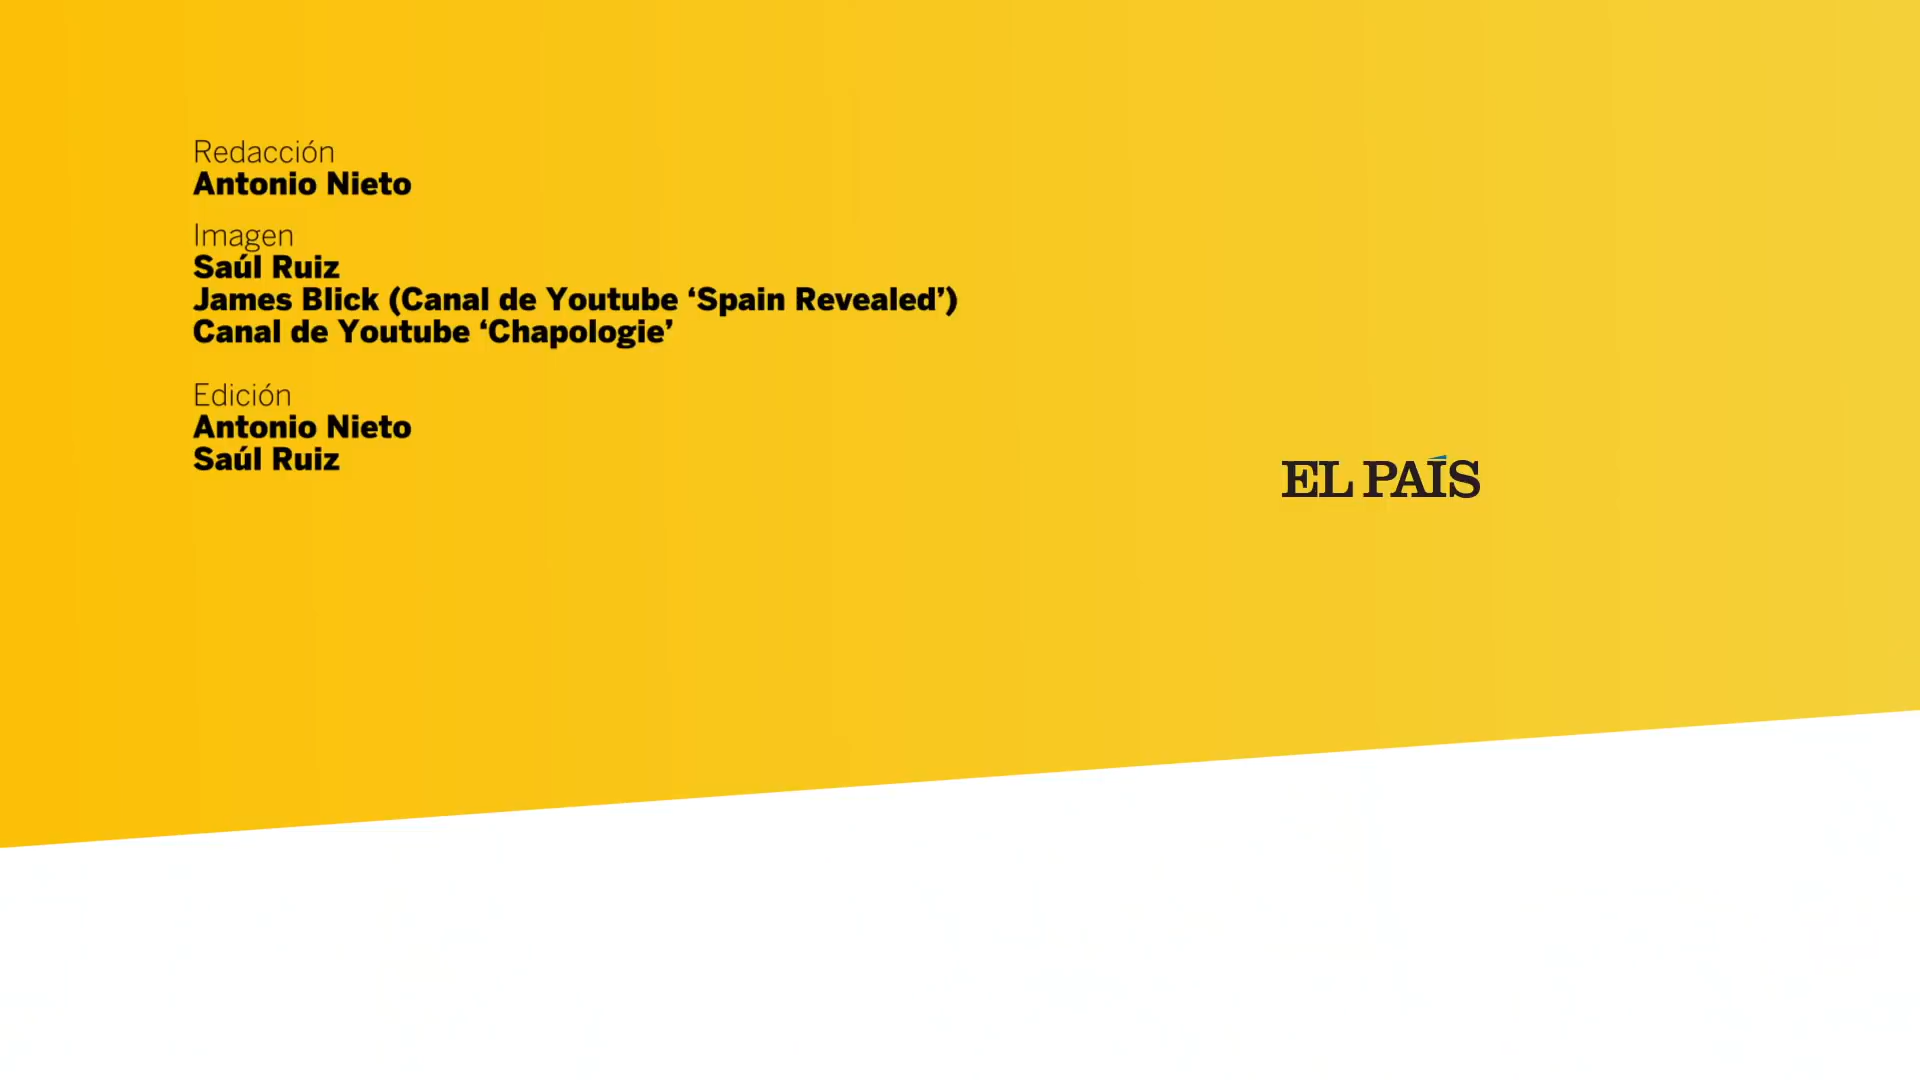 Redacción
Antonio Nieto
Imagen
Saúl Ruiz
James Blick (Canal de Youtube ‘Spain Revealed’)
Canal de Youtube ‘Chapologie’
Edición
Antonio Nieto
Saúl Ruiz
EL PAÍS